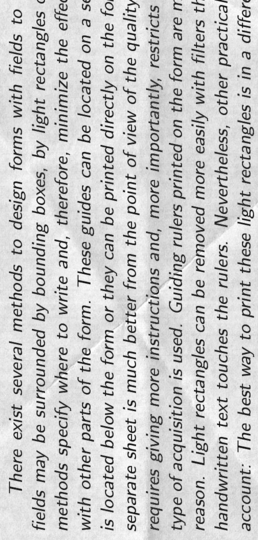 There exist several methods to design forms with fields to
fields may be surrounded by bounding boxes, by light rectangles
methods specify where to write and, therefore, minimize the
with other parts of the form. These guides can be located on a
is located below the form or they can be printed directly on the
separate sheet is much better from the point of view of the quality
requires giving more instructions and, more importantly, restricts
type of acquisition is used. Guiding rulers printed on the form are
reason. Light rectangles can be removed more easily with filters
handwritten text touches the rulers. Nevertheless, other
account: The best way to print these light rectangles is in a